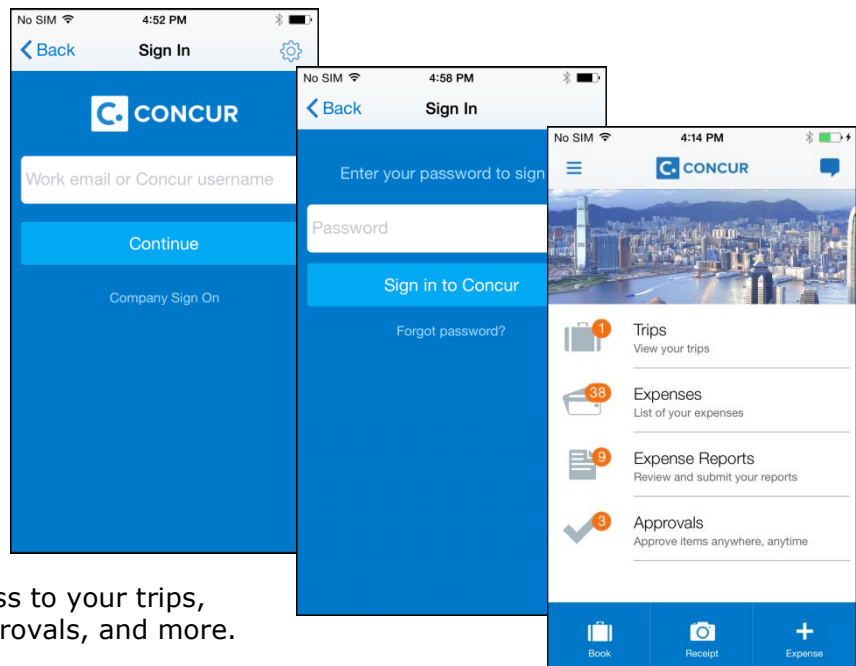 No SIM 4:52 PM
Back Sign In
C. CONCUR
Work email or Concur username
Continue
Company Sign On
No SIM 4:58 PM
Back Sign In
Enter your password to sign
Password
Sign in to Concur
Forgot password?
No SIM 4:14 PM
C. CONCUR
1
Trips
View your trips
38
Expenses
List of your expenses
9
Expense Reports
Review and submit your reports
3
Approvals
Approve items anywhere, anytime
Book Receipt Expense
ss to your trips,
rovals, and more.